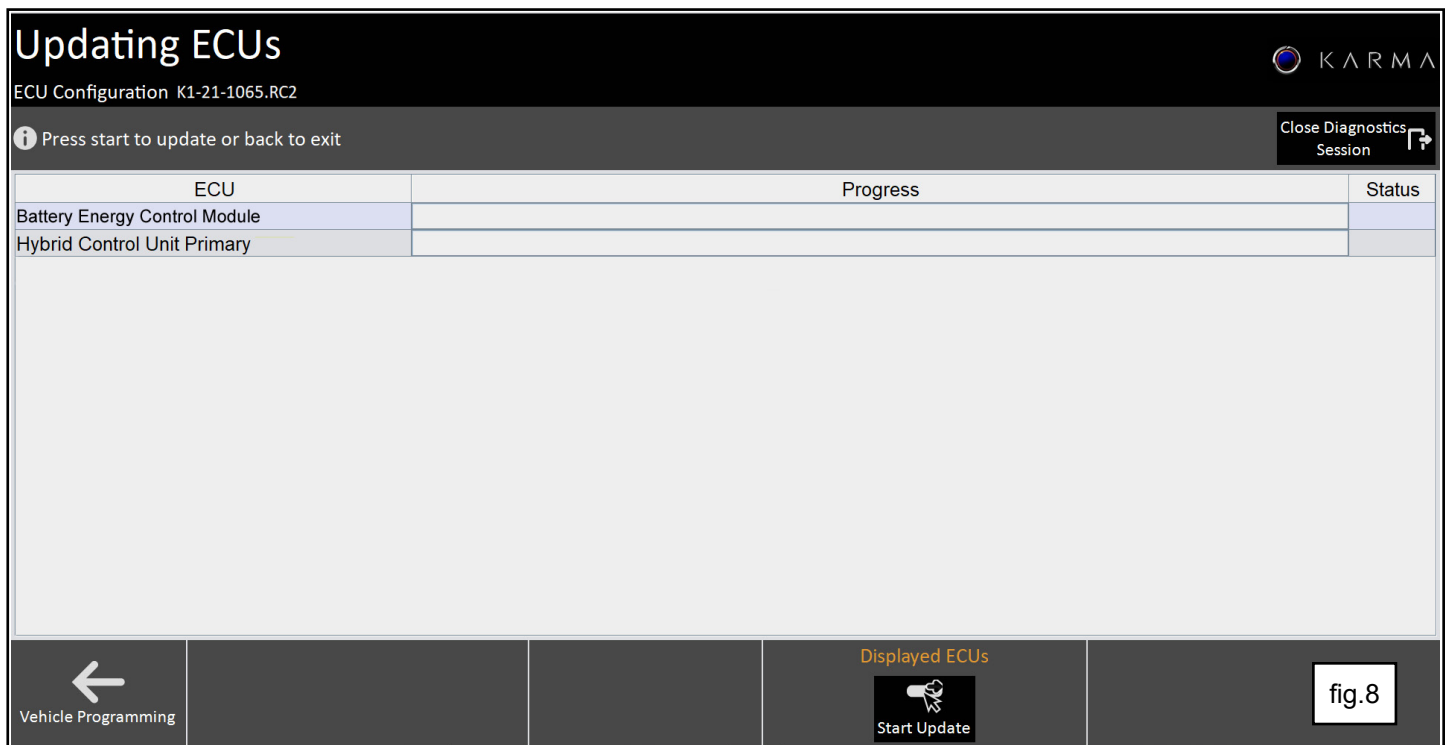 Updating ECUs
KARMA
ECU Configuration K1-21-1065.RC2
Press start to update or back to exit
Close Diagnostics
Session
ECU Progress Status
Battery Energy Control Module
Hybrid Control Unit Primary
Displayed ECUs
Vehicle Programming
Start Update
fig.8